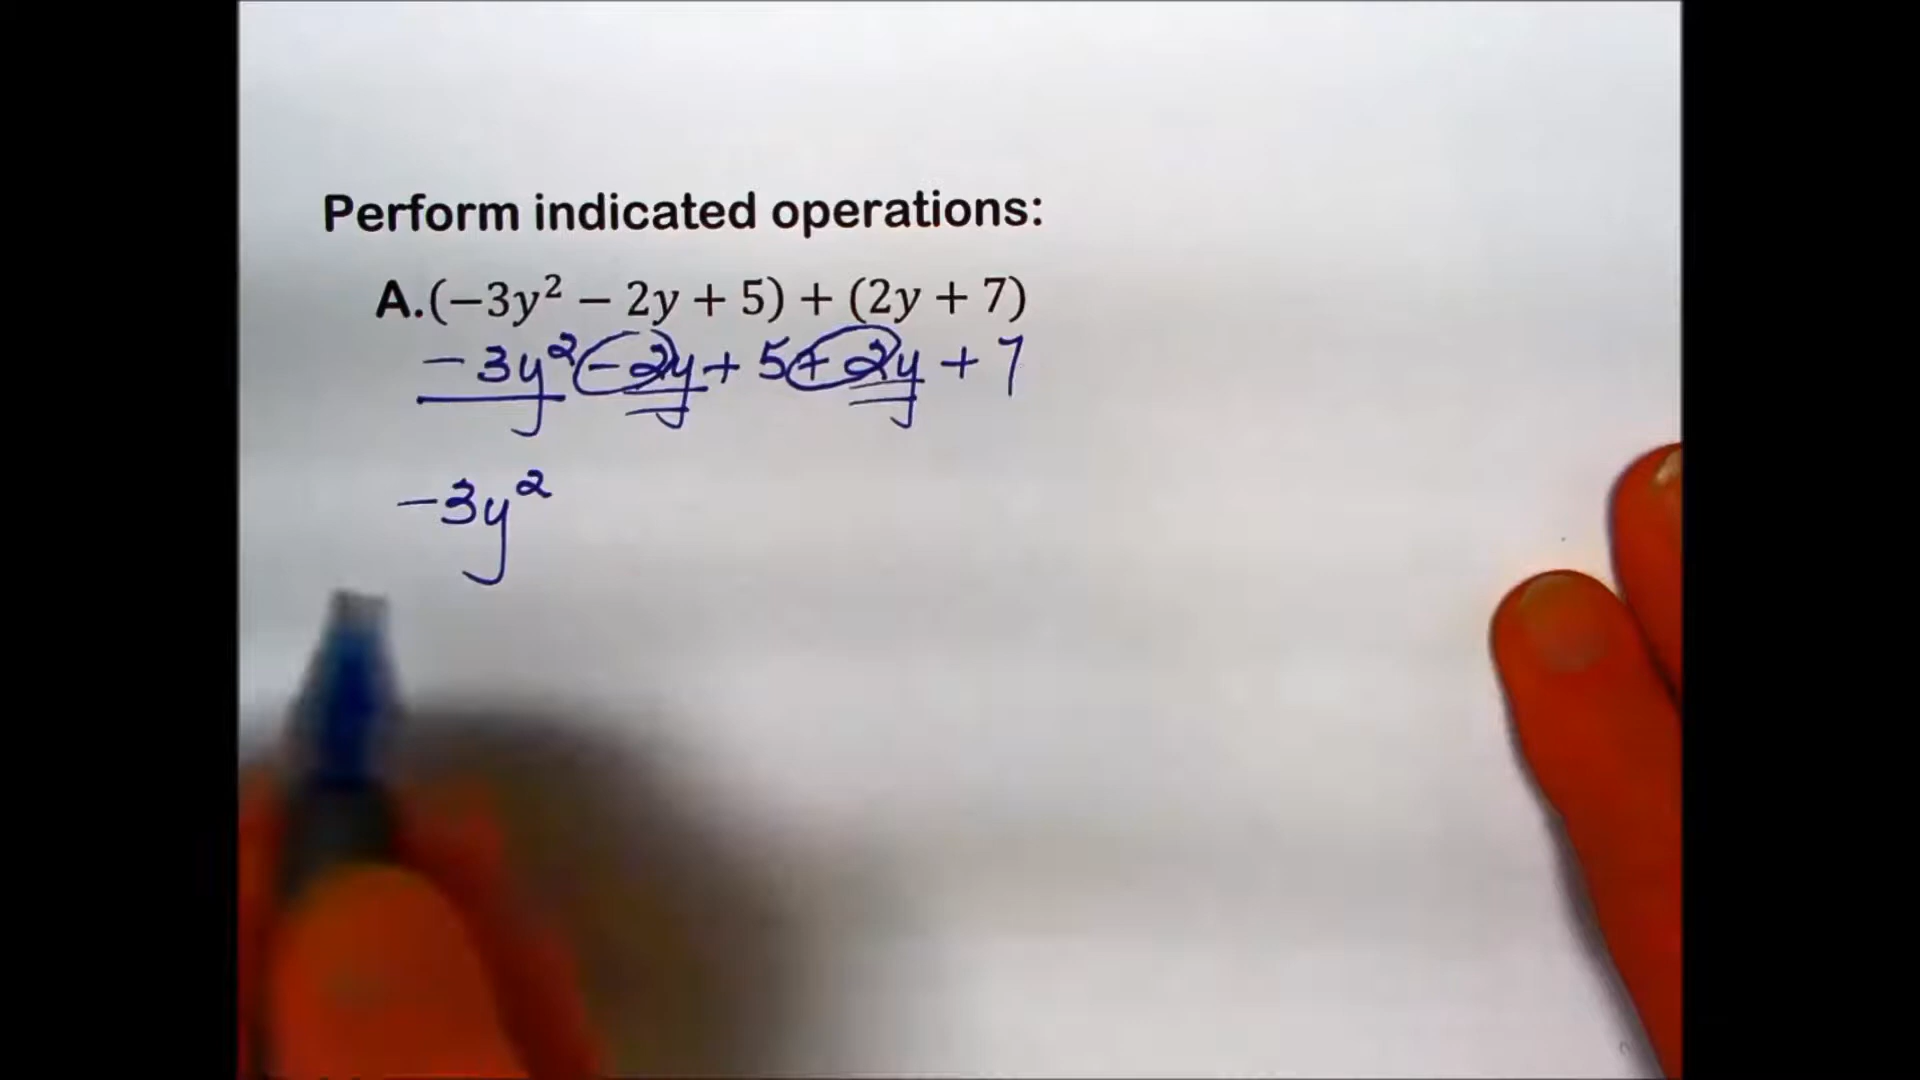 Perform indicated operations:
A.(−3y² − 2y + 5) + (2y + 7)
−3y² − 2y + 5 + 2y + 7
−3y²